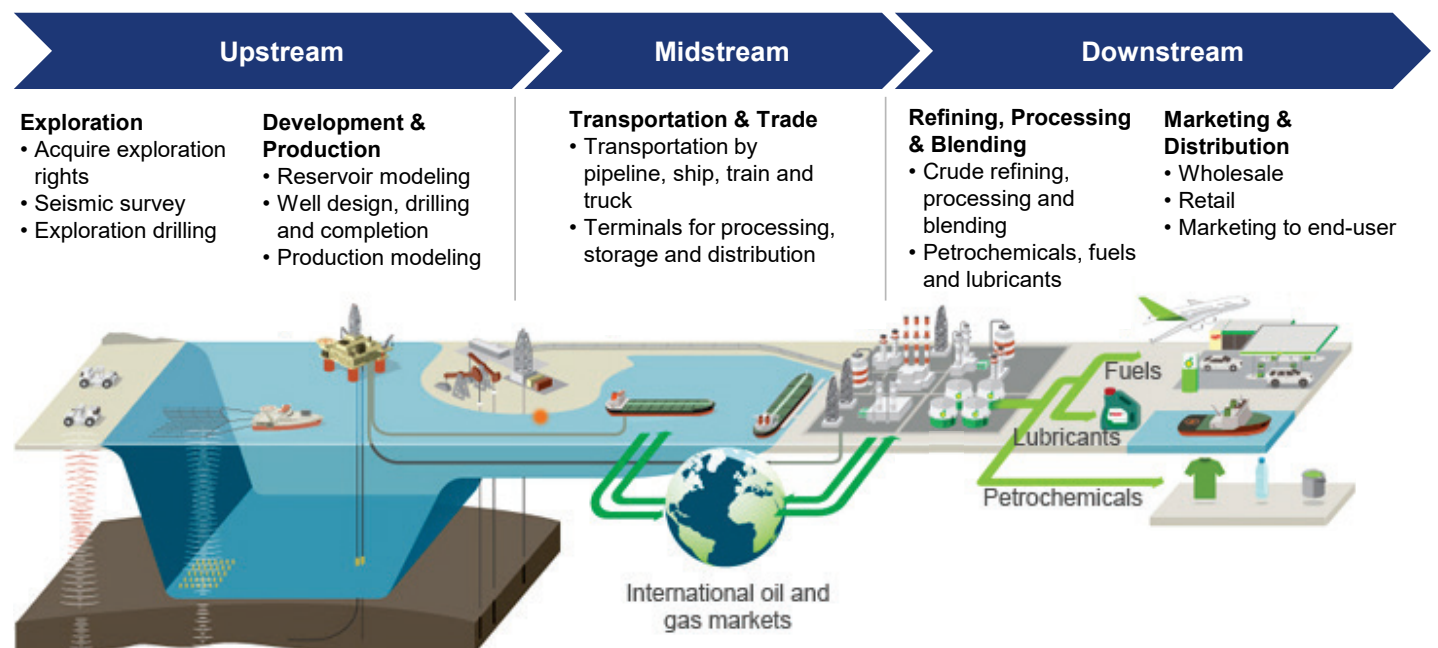 Upstream
Midstream
Downstream
Exploration
• Acquire exploration
rights
• Seismic survey
• Exploration drilling
Development &
Production
• Reservoir modeling
• Well design, drilling
and completion
• Production modeling
Transportation & Trade
• Transportation by
pipeline, ship, train and
truck
• Terminals for processing,
storage and distribution
Refining, Processing
& Blending
• Crude refining,
processing and
blending
• Petrochemicals, fuels
and lubricants
Marketing &
Distribution
• Wholesale
• Retail
• Marketing to end-user
Fuels
Lubricants
Petrochemicals
International oil and
gas markets